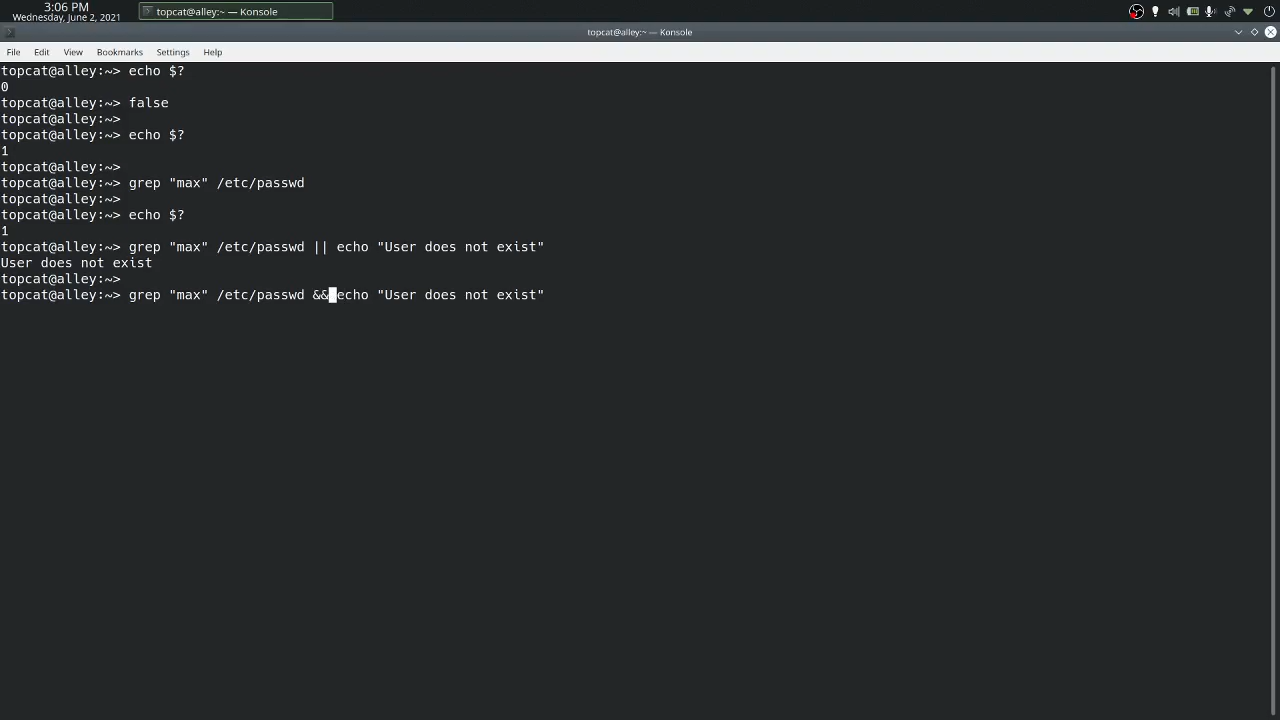 3:06 PM
Wednesday, June 2, 2021
topcat@alley:~ — Konsole
topcat@alley:~ — Konsole
File Edit View Bookmarks Settings Help
topcat@alley:~> echo $?
0
topcat@alley:~> false
topcat@alley:~>
topcat@alley:~> echo $?
1
topcat@alley:~>
topcat@alley:~> grep "max" /etc/passwd
topcat@alley:~>
topcat@alley:~> echo $?
1
topcat@alley:~> grep "max" /etc/passwd || echo "User does not exist"
User does not exist
topcat@alley:~>
topcat@alley:~> grep "max" /etc/passwd && echo "User does not exist"